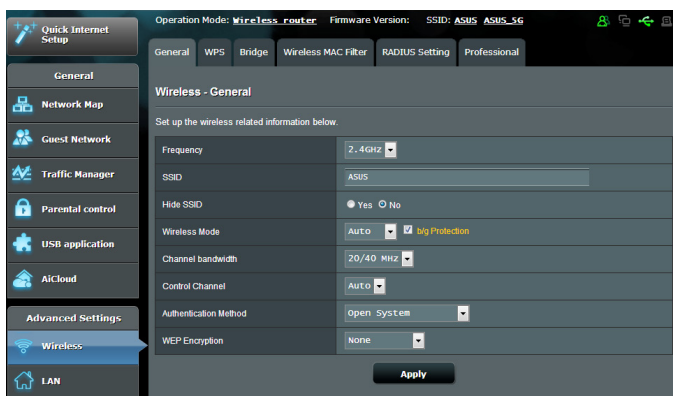 Quick Internet
Setup
Operation Mode: Wireless router Firmware Version: SSID: ASUS ASUS_5G
General WPS Bridge Wireless MAC Filter RADIUS Setting Professional
General
Network Map
Guest Network
Traffic Manager
Parental control
USB application
AiCloud
Advanced Settings
Wireless
LAN
Wireless - General
Set up the wireless related information below.
Frequency 2.4GHz
SSID ASUS
Hide SSID Yes No
Wireless Mode Auto b/g Protection
Channel bandwidth 20/40 MHz
Control Channel Auto
Authentication Method Open System
WEP Encryption None
Apply